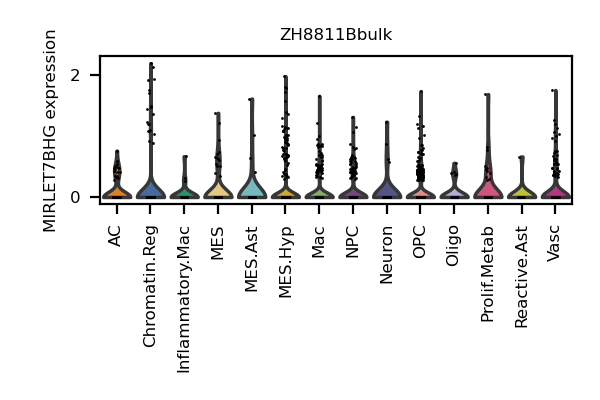 ZH8811Bbulk
MIRLET7BHG expression
2
0
AC
Chromatin.Reg
Inflammatory.Mac
MES
MES.Ast
MES.Hyp
Mac
NPC
Neuron
OPC
Oligo
Prolif.Metab
Reactive.Ast
Vasc